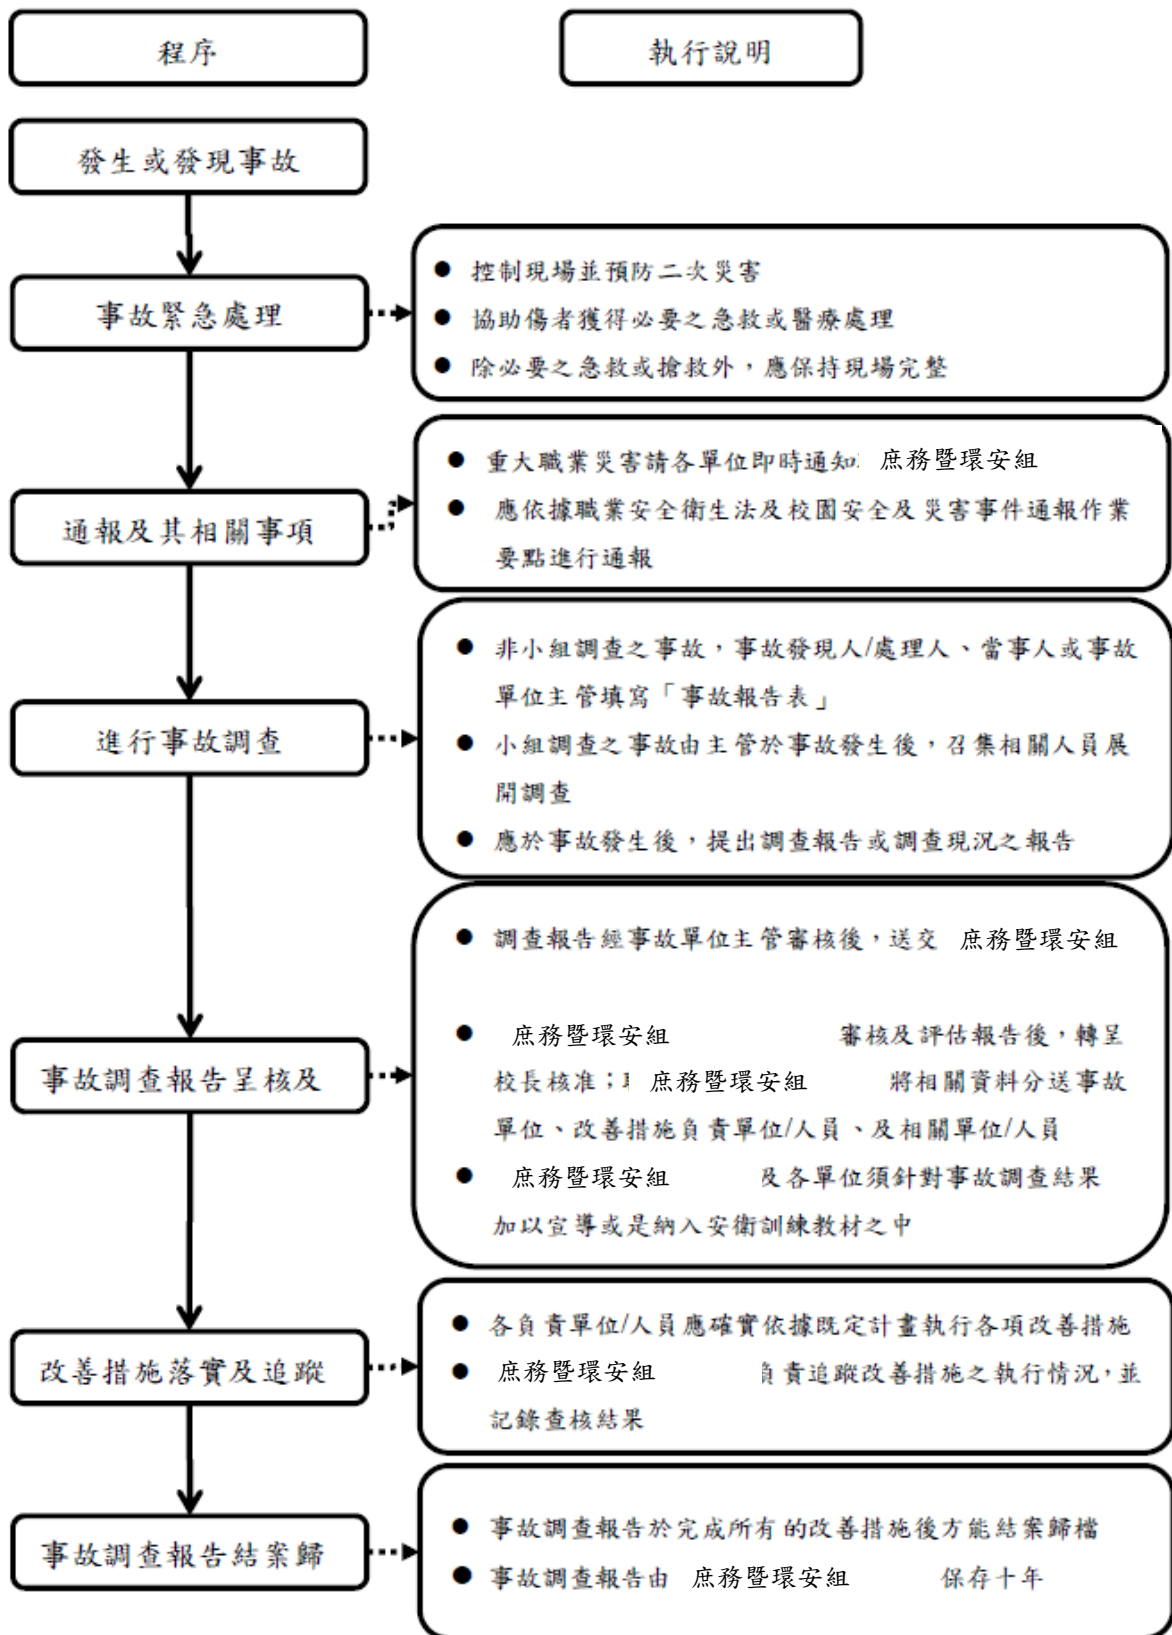 程序
執行說明
發生或發現事故
事故緊急處理
● 控制現場並預防二次災害
● 協助傷者獲得必要之急救或醫療處理
● 除必要之急救或搶救外，應保持現場完整
通報及其相關事項
● 重大職業災害請各單位即時通知 庶務暨環安組
● 應依據職業安全衛生法及校園安全及災害事件通報作業
要點進行通報
進行事故調查
● 非小組調查之事故，事故發現人/處理人、當事人或事故
單位主管填寫「事故報告表」
● 小組調查之事故由主管於事故發生後，召集相關人員展
開調查
● 應於事故發生後，提出調查報告或調查現況之報告
事故調查報告呈核及
● 調查報告經事故單位主管審核後，送交 庶務暨環安組
● 庶務暨環安組 審核及評估報告後，轉呈
校長核准； 庶務暨環安組 將相關資料分送事故
單位、改善措施負責單位/人員、及相關單位/人員
● 庶務暨環安組 及各單位須針對事故調查結果
加以宣導或是納入安衛訓練教材之中
改善措施落實及追蹤
● 各負責單位/人員應確實依據既定計畫執行各項改善措施
● 庶務暨環安組 負責追蹤改善措施之執行情況，並
記錄查核結果
事故調查報告結案歸
● 事故調查報告於完成所有的改善措施後方能結案歸檔
● 事故調查報告由 庶務暨環安組 保存十年